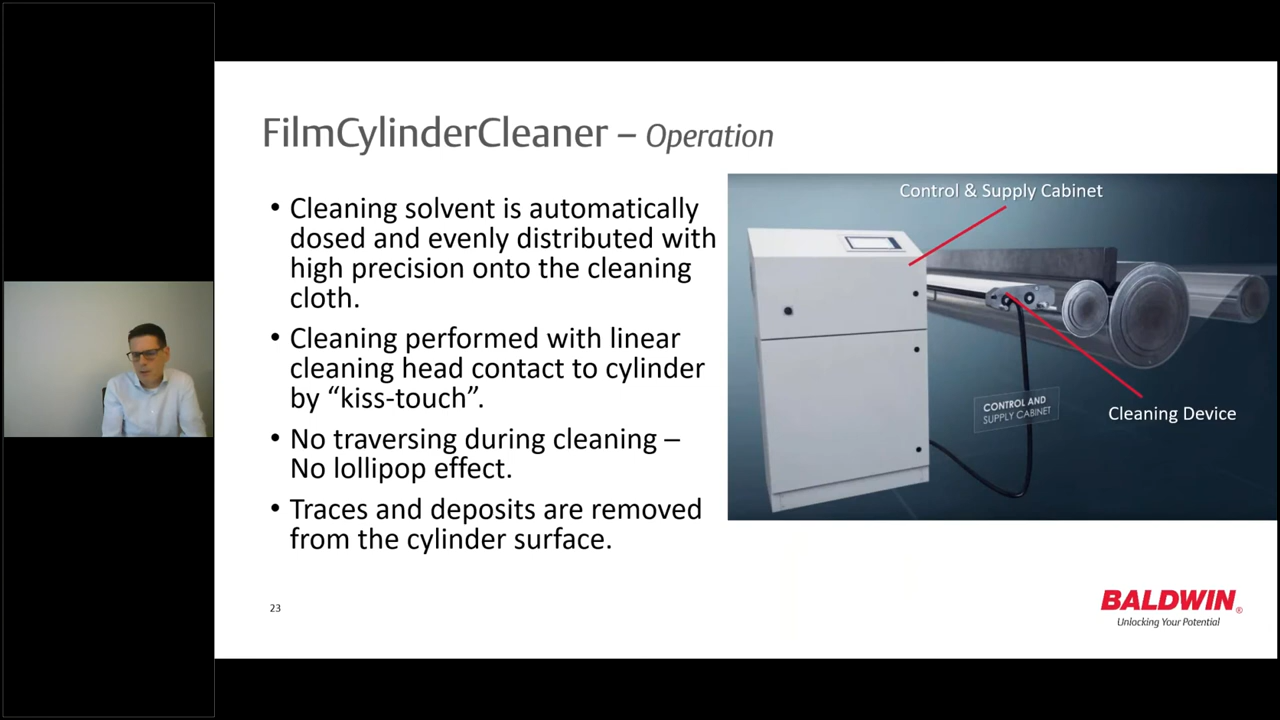 FilmCylinderCleaner – Operation
• Cleaning solvent is automatically
dosed and evenly distributed with
high precision onto the cleaning
cloth.
• Cleaning performed with linear
cleaning head contact to cylinder
by “kiss-touch”.
• No traversing during cleaning –
No lollipop effect.
• Traces and deposits are removed
from the cylinder surface.
Control & Supply Cabinet
CONTROL AND
SUPPLY CABINET
Cleaning Device
23
BALDWIN®
Unlocking Your Potential